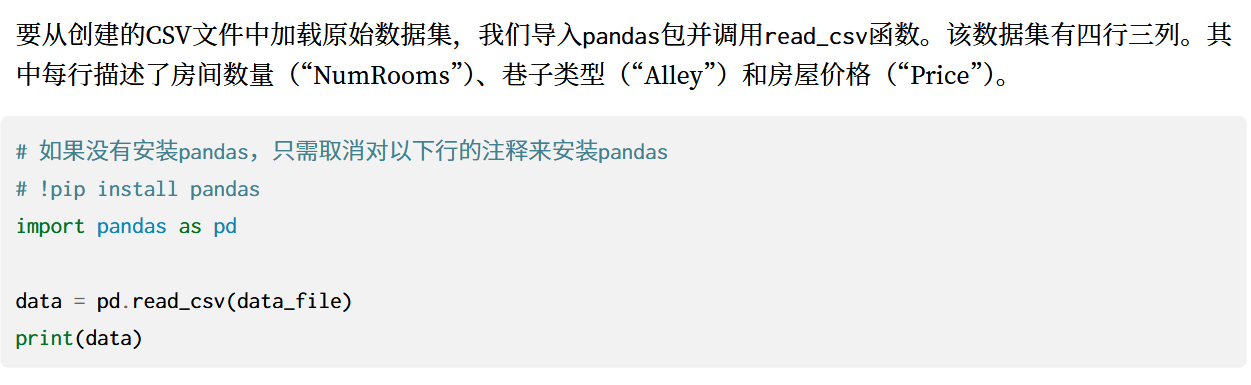 要从创建的CSV文件中加载原始数据集，我们导入pandas包并调用read_csv函数。该数据集有四行三列。其
中每行描述了房间数量（“NumRooms”）、巷子类型（“Alley”）和房屋价格（“Price”）。
# 如果没有安装pandas，只需取消对以下行的注释来安装pandas
# !pip install pandas
import pandas as pd
data = pd.read_csv(data_file)
print(data)